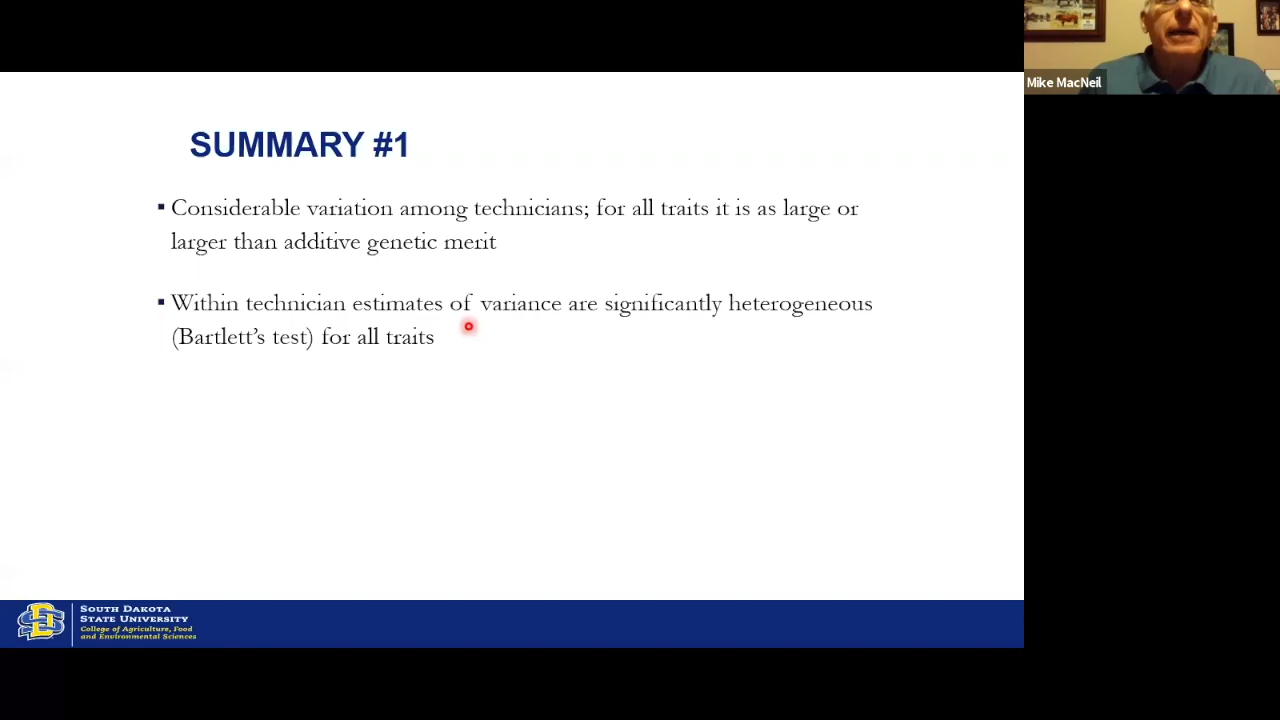 Mike MacNeil
SUMMARY #1
▪ Considerable variation among technicians; for all traits it is as large or
larger than additive genetic merit
▪ Within technician estimates of variance are significantly heterogeneous
(Bartlett’s test) for all traits
SOUTH DAKOTA
STATE UNIVERSITY
College of Agriculture, Food
and Environmental Sciences